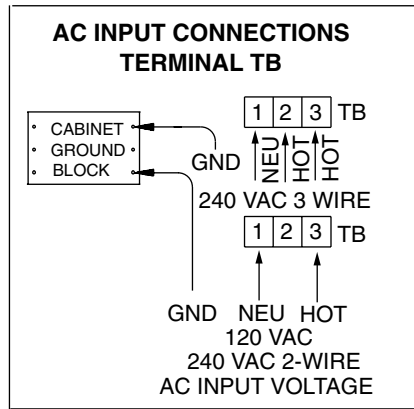 AC INPUT CONNECTIONS
TERMINAL TB
CABINET
GROUND
BLOCK
1 2 3 TB
GND
NEU
HOT
HOT
240 VAC 3 WIRE
1 2 3 TB
GND NEU HOT
120 VAC
240 VAC 2-WIRE
AC INPUT VOLTAGE